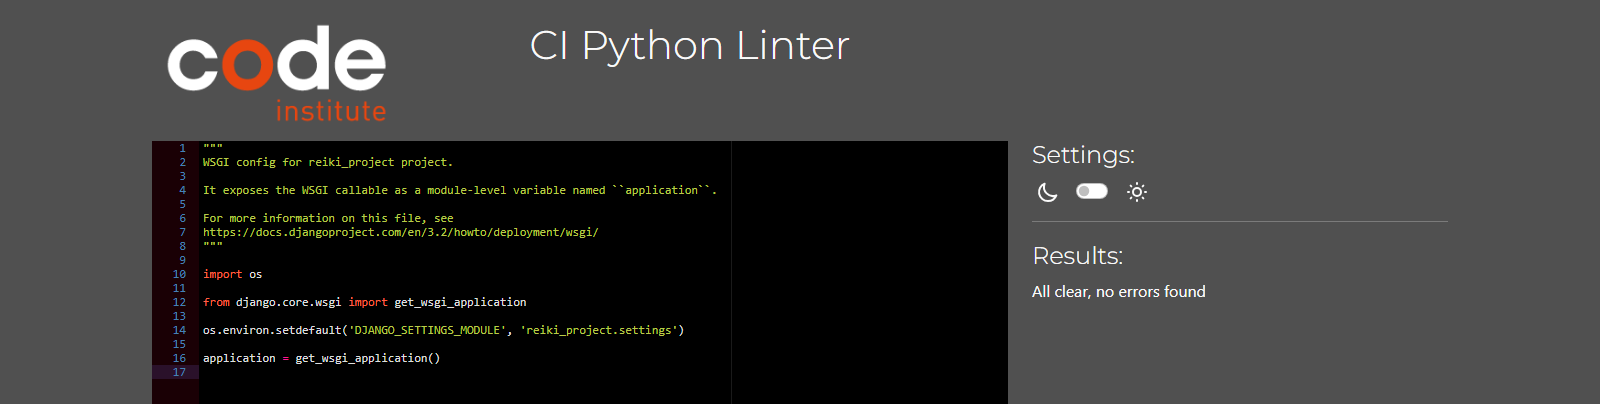 code
institute
CI Python Linter
1 """
2 WSGI config for reiki_project project.
3
4 It exposes the WSGI callable as a module-level variable named ``application``.
5
6 For more information on this file, see
7 https://docs.djangoproject.com/en/3.2/howto/deployment/wsgi/
8 """
9
10 import os
11
12 from django.core.wsgi import get_wsgi_application
13
14 os.environ.setdefault('DJANGO_SETTINGS_MODULE', 'reiki_project.settings')
15
16 application = get_wsgi_application()
17
Settings:
Results:
All clear, no errors found